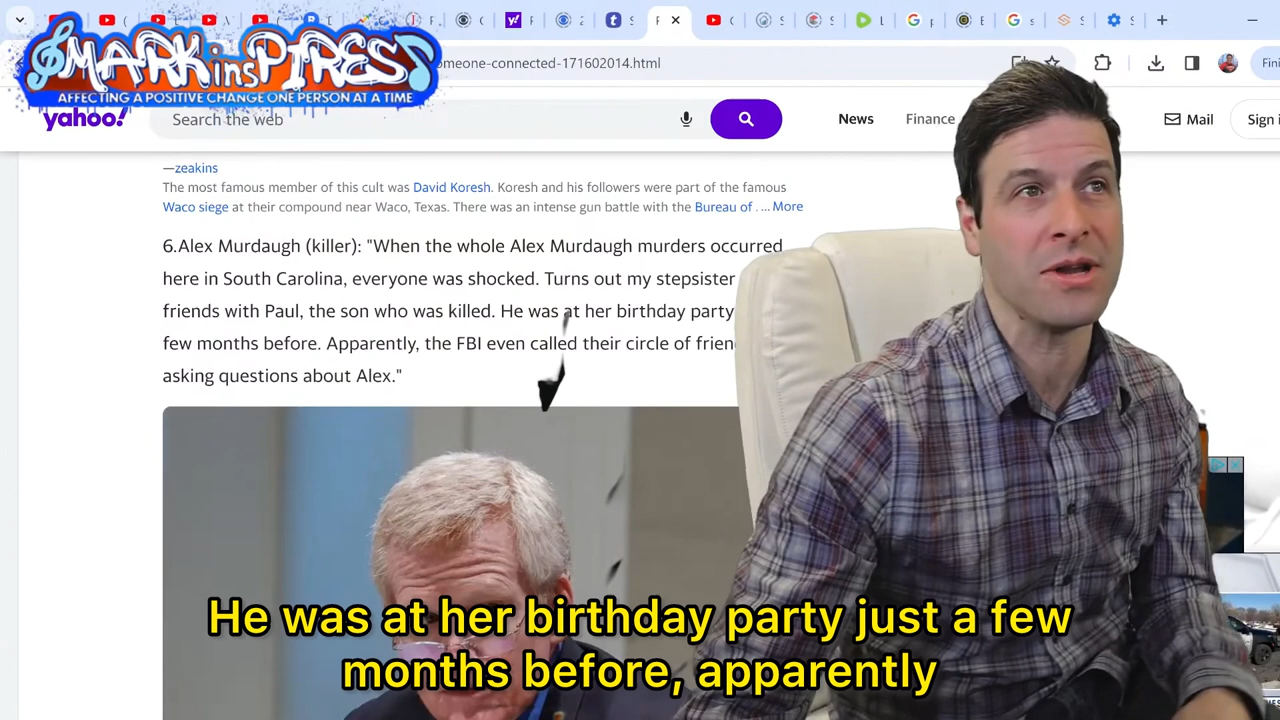 MARKinsPIRES
AFFECTING A POSITIVE CHANGE ONE PERSON AT A TIME
omeone-connected-171602014.html
yahoo!
Search the web
News
Finance
Mail
Sign i
—zeakins
The most famous member of this cult was David Koresh. Koresh and his followers were part of the famous
Waco siege at their compound near Waco, Texas. There was an intense gun battle with the Bureau of . ... More
6.Alex Murdaugh (killer): "When the whole Alex Murdaugh murders occurred
here in South Carolina, everyone was shocked. Turns out my stepsister
friends with Paul, the son who was killed. He was at her birthday party
few months before. Apparently, the FBI even called their circle of frien
asking questions about Alex."
He was at her birthday party just a few
months before, apparently